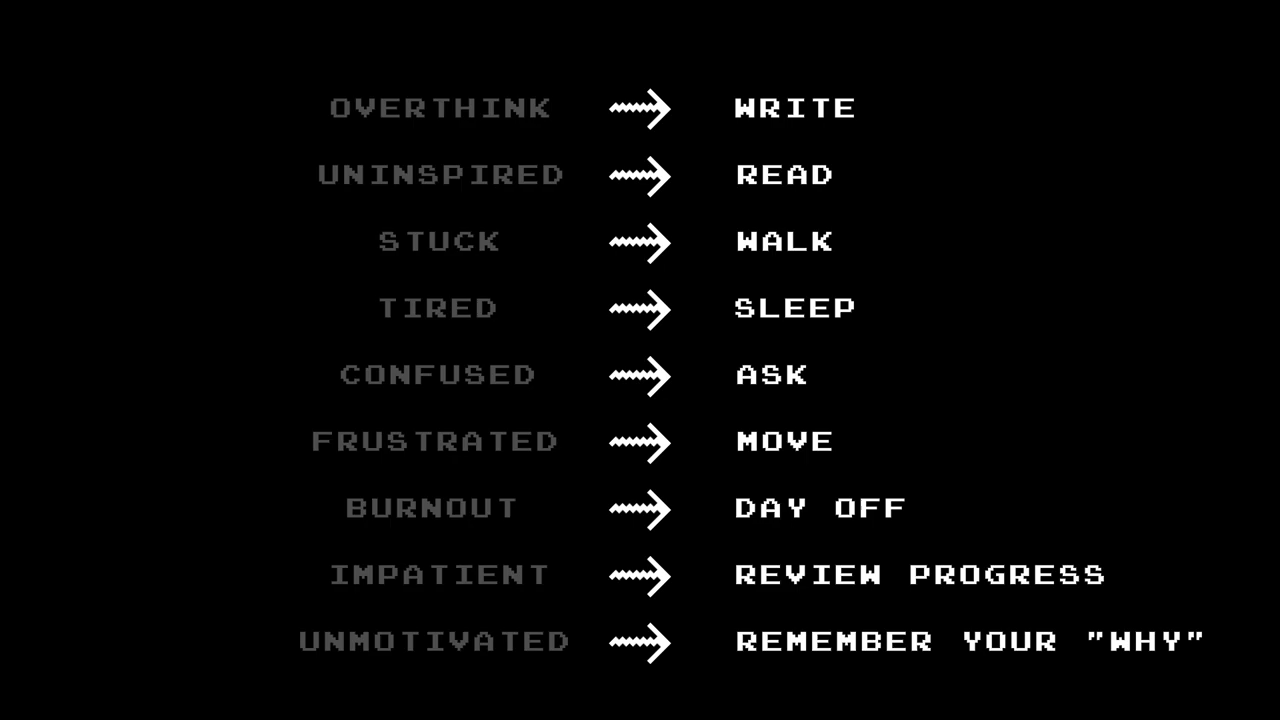 OVERTHINK → WRITE
UNINSPIRED → READ
STUCK → WALK
TIRED → SLEEP
CONFUSED → ASK
FRUSTRATED → MOVE
BURNOUT → DAY OFF
IMPATIENT → REVIEW PROGRESS
UNMOTIVATED → REMEMBER YOUR "WHY"